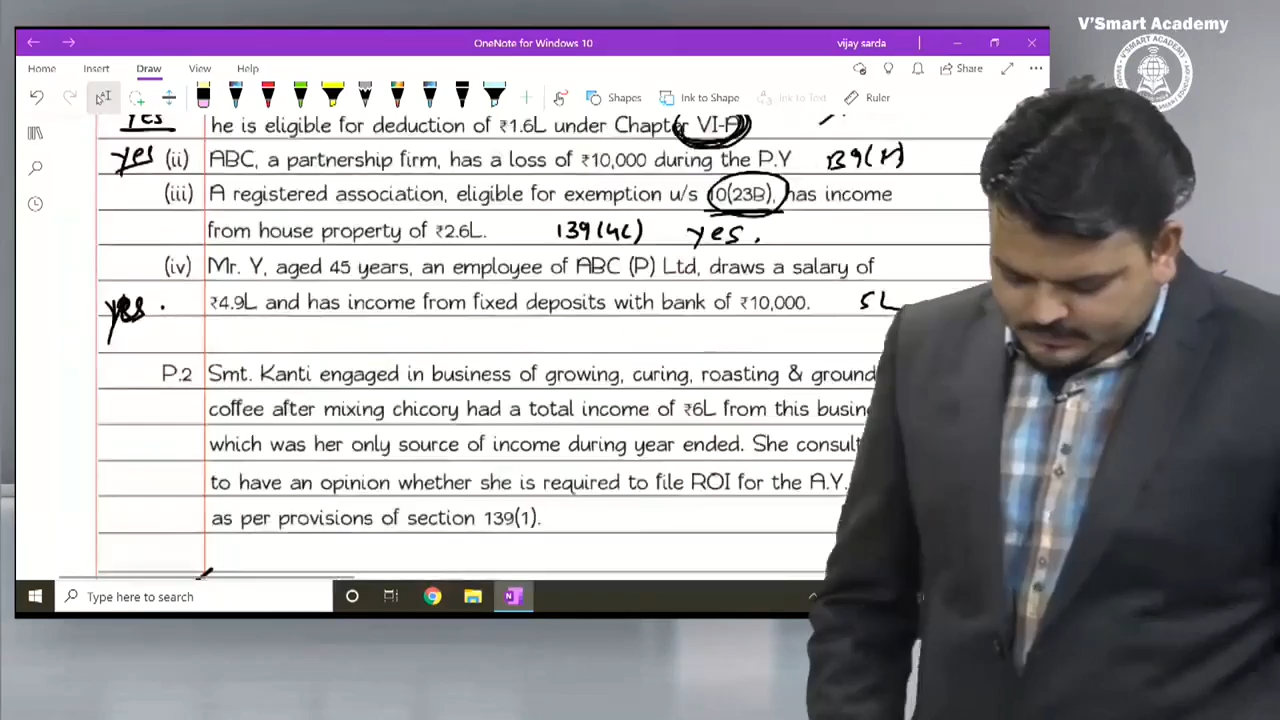 V'Smart Academy
OneNote for Windows 10
vijay sarda
Home Insert Draw View Help
Share
Shapes Ink to Shape Ink to Text Ruler
Yes he is eligible for deduction of ₹1.6L under Chapter VI-A
yes (ii) ABC, a partnership firm, has a loss of ₹10,000 during the P.Y
(iii) A registered association, eligible for exemption u/s 10(23B), has income
from house property of ₹2.6L. 139(4C) yes.
(iv) Mr. Y, aged 45 years, an employee of ABC (P) Ltd, draws a salary of
yes. ₹4.9L and has income from fixed deposits with bank of ₹10,000. 5L
P.2 Smt. Kanti engaged in business of growing, curing, roasting & ground
coffee after mixing chicory had a total income of ₹6L from this busin
which was her only source of income during year ended. She consult
to have an opinion whether she is required to file ROI for the A.Y.
as per provisions of section 139(1).
Type here to search